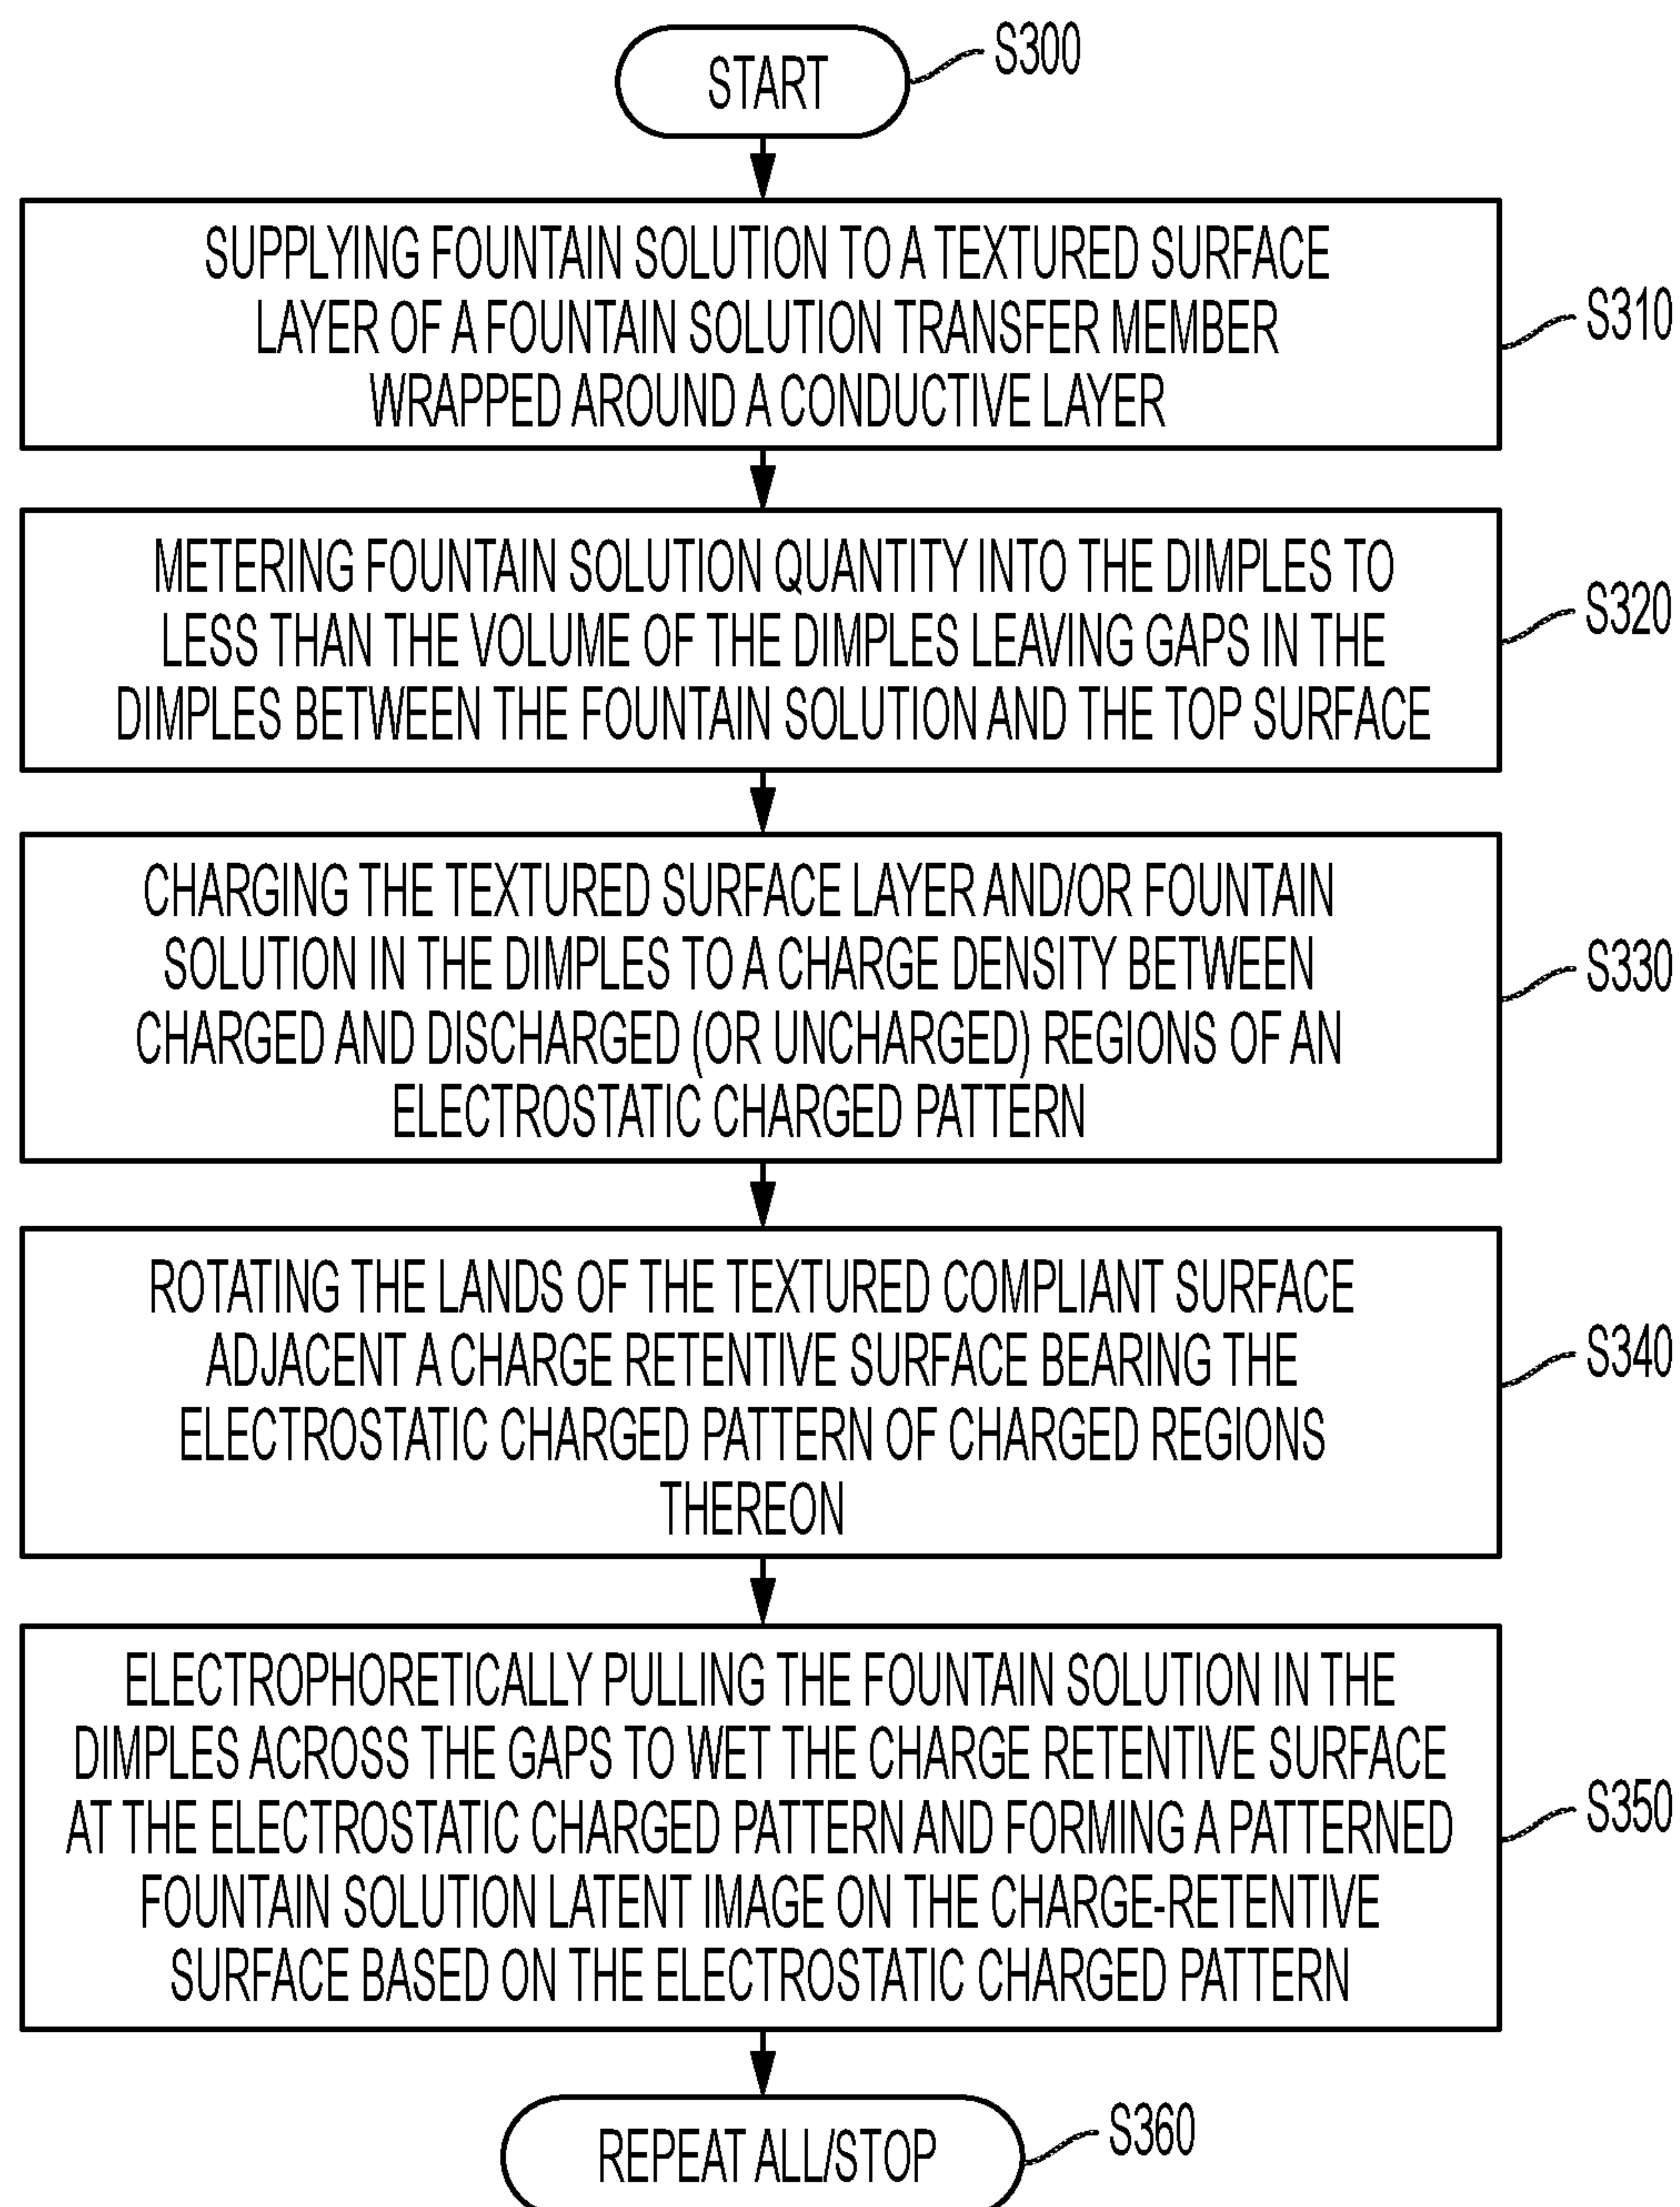 START
S300
SUPPLYING FOUNTAIN SOLUTION TO A TEXTURED SURFACE
LAYER OF A FOUNTAIN SOLUTION TRANSFER MEMBER
WRAPPED AROUND A CONDUCTIVE LAYER
S310
METERING FOUNTAIN SOLUTION QUANTITY INTO THE DIMPLES TO
LESS THAN THE VOLUME OF THE DIMPLES LEAVING GAPS IN THE
DIMPLES BETWEEN THE FOUNTAIN SOLUTION AND THE TOP SURFACE
S320
CHARGING THE TEXTURED SURFACE LAYER AND/OR FOUNTAIN
SOLUTION IN THE DIMPLES TO A CHARGE DENSITY BETWEEN
CHARGED AND DISCHARGED (OR UNCHARGED) REGIONS OF AN
ELECTROSTATIC CHARGED PATTERN
S330
ROTATING THE LANDS OF THE TEXTURED COMPLIANT SURFACE
ADJACENT A CHARGE RETENTIVE SURFACE BEARING THE
ELECTROSTATIC CHARGED PATTERN OF CHARGED REGIONS
THEREON
S340
ELECTROPHORETICALLY PULLING THE FOUNTAIN SOLUTION IN THE
DIMPLES ACROSS THE GAPS TO WET THE CHARGE RETENTIVE SURFACE
AT THE ELECTROSTATIC CHARGED PATTERN AND FORMING A PATTERNED
FOUNTAIN SOLUTION LATENT IMAGE ON THE CHARGE-RETENTIVE
SURFACE BASED ON THE ELECTROSTATIC CHARGED PATTERN
S350
REPEAT ALL/STOP
S360